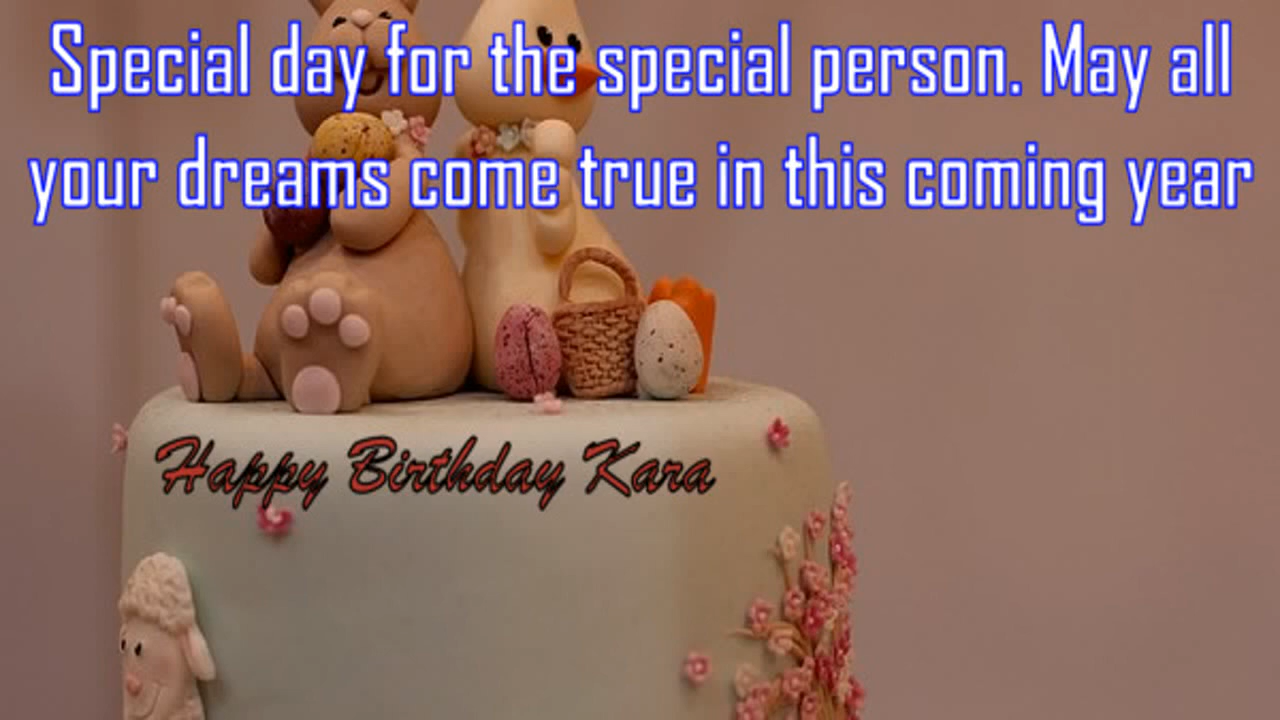 Special day for the special person. May all
your dreams come true in this coming year
Happy Birthday Kara